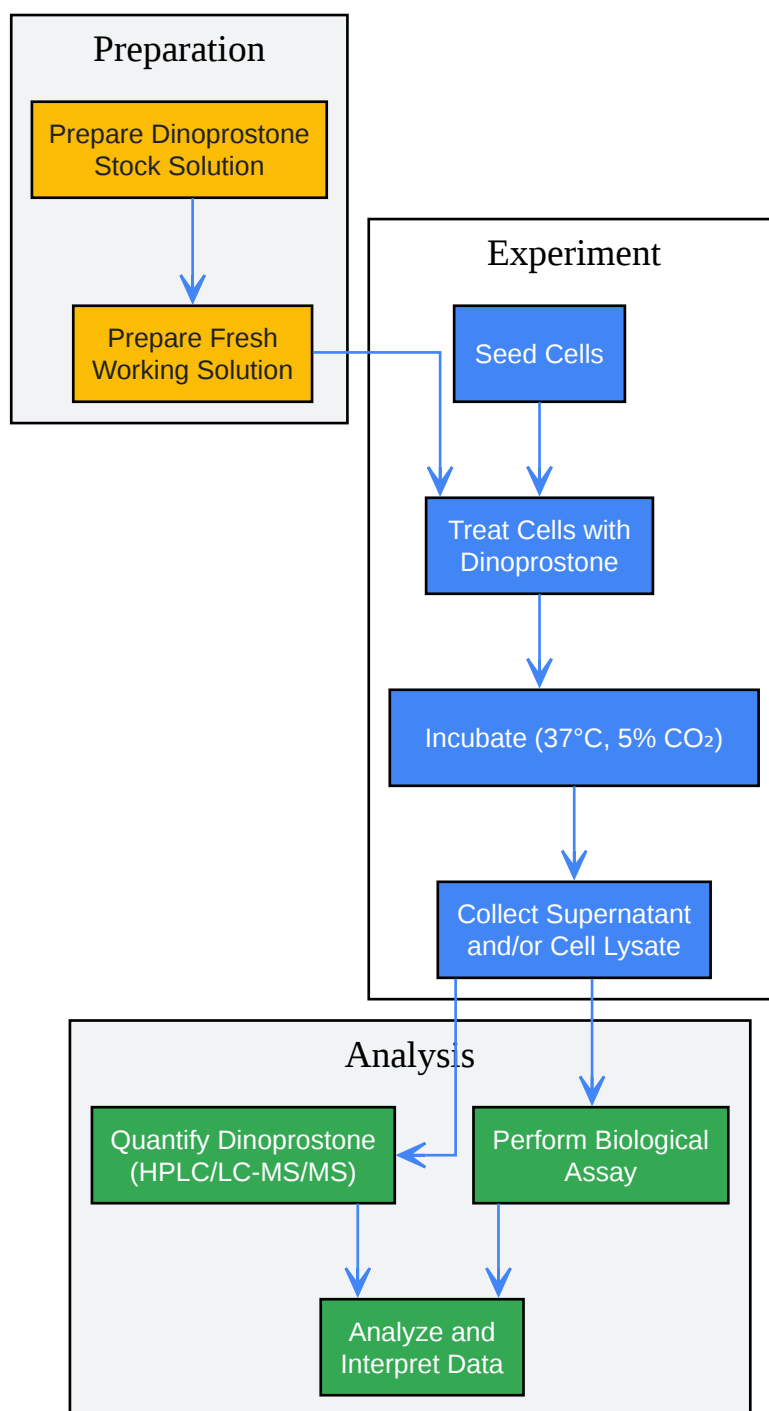 Preparation
Prepare Dinoprostone
Stock Solution
Prepare Fresh
Working Solution
Experiment
Seed Cells
Treat Cells with
Dinoprostone
Incubate (37°C, 5% CO₂)
Collect Supernatant
and/or Cell Lysate
Analysis
Quantify Dinoprostone
(HPLC/LC-MS/MS)
Perform Biological
Assay
Analyze and
Interpret Data